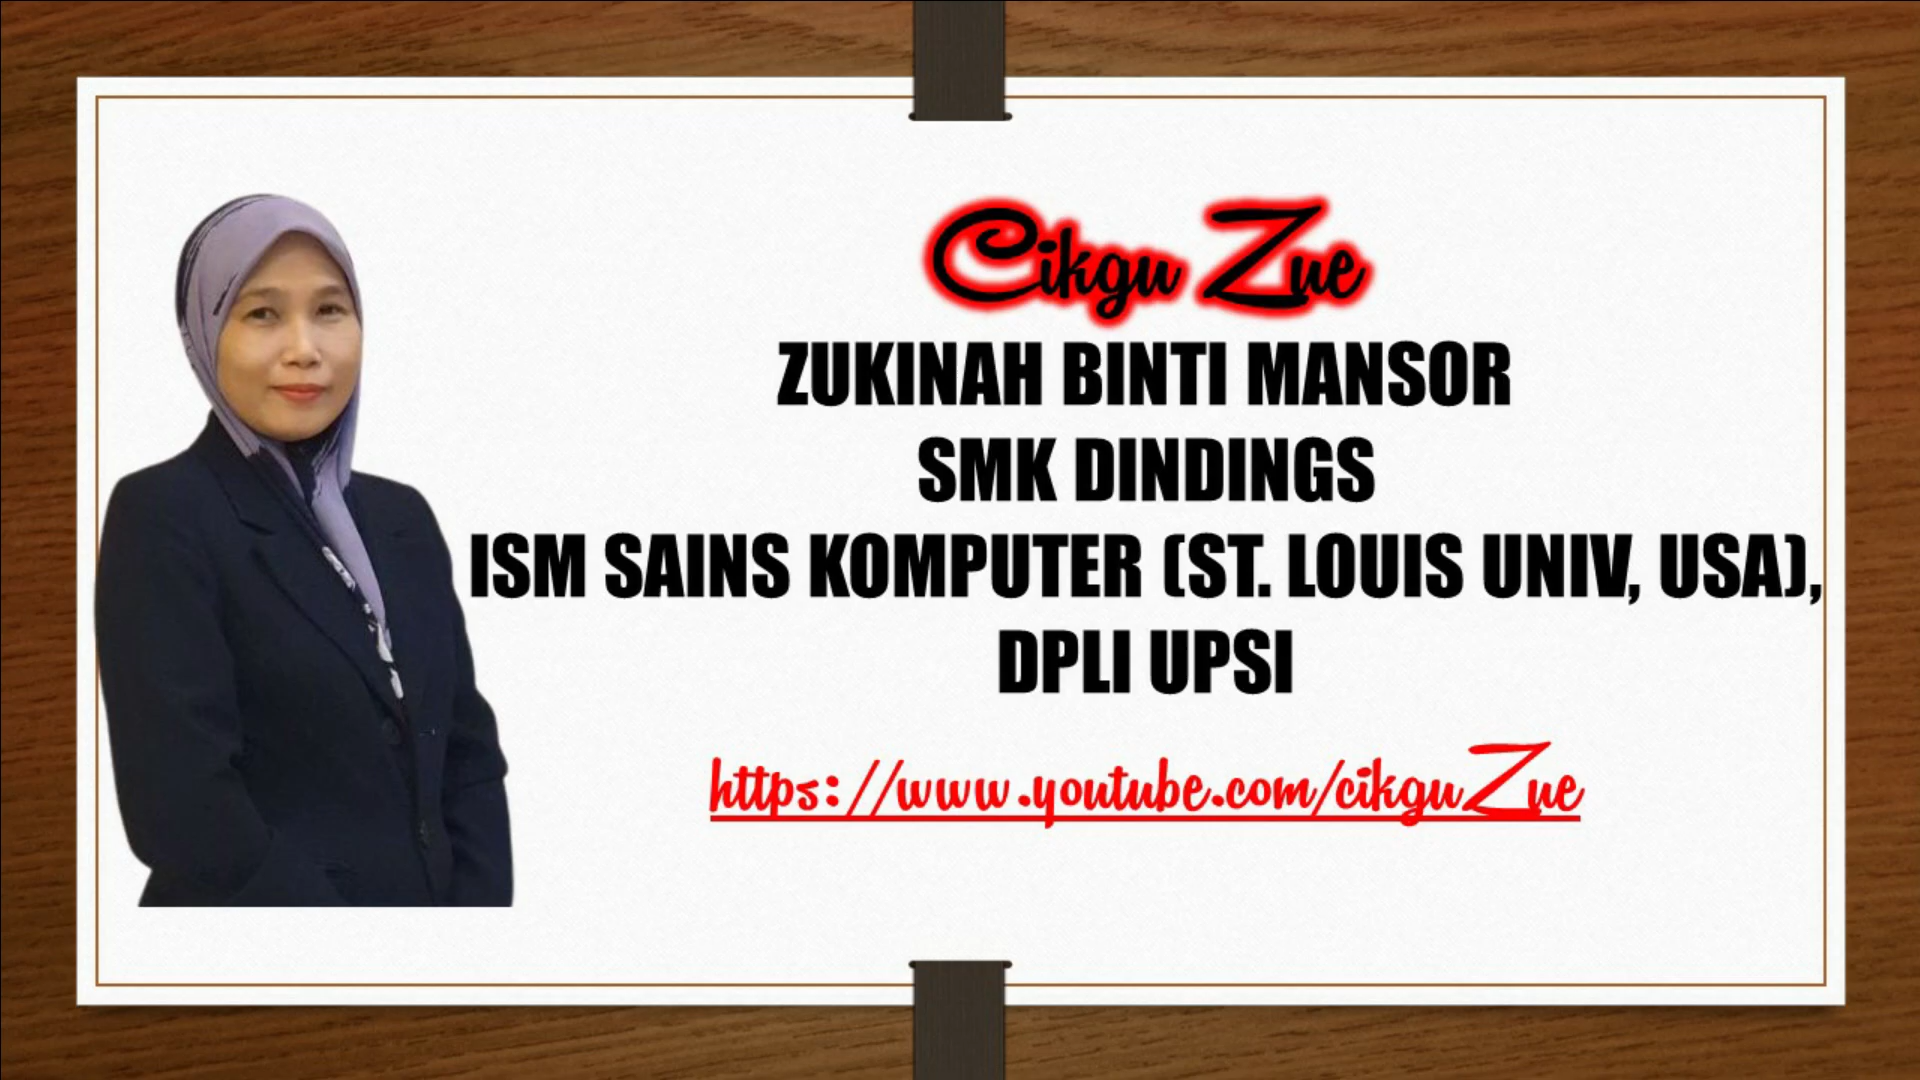 Cikgu Zue
ZUKINAH BINTI MANSOR
SMK DINDINGS
ISM SAINS KOMPUTER (ST. LOUIS UNIV, USA),
DPLI UPSI
https://www.youtube.com/cikguZue